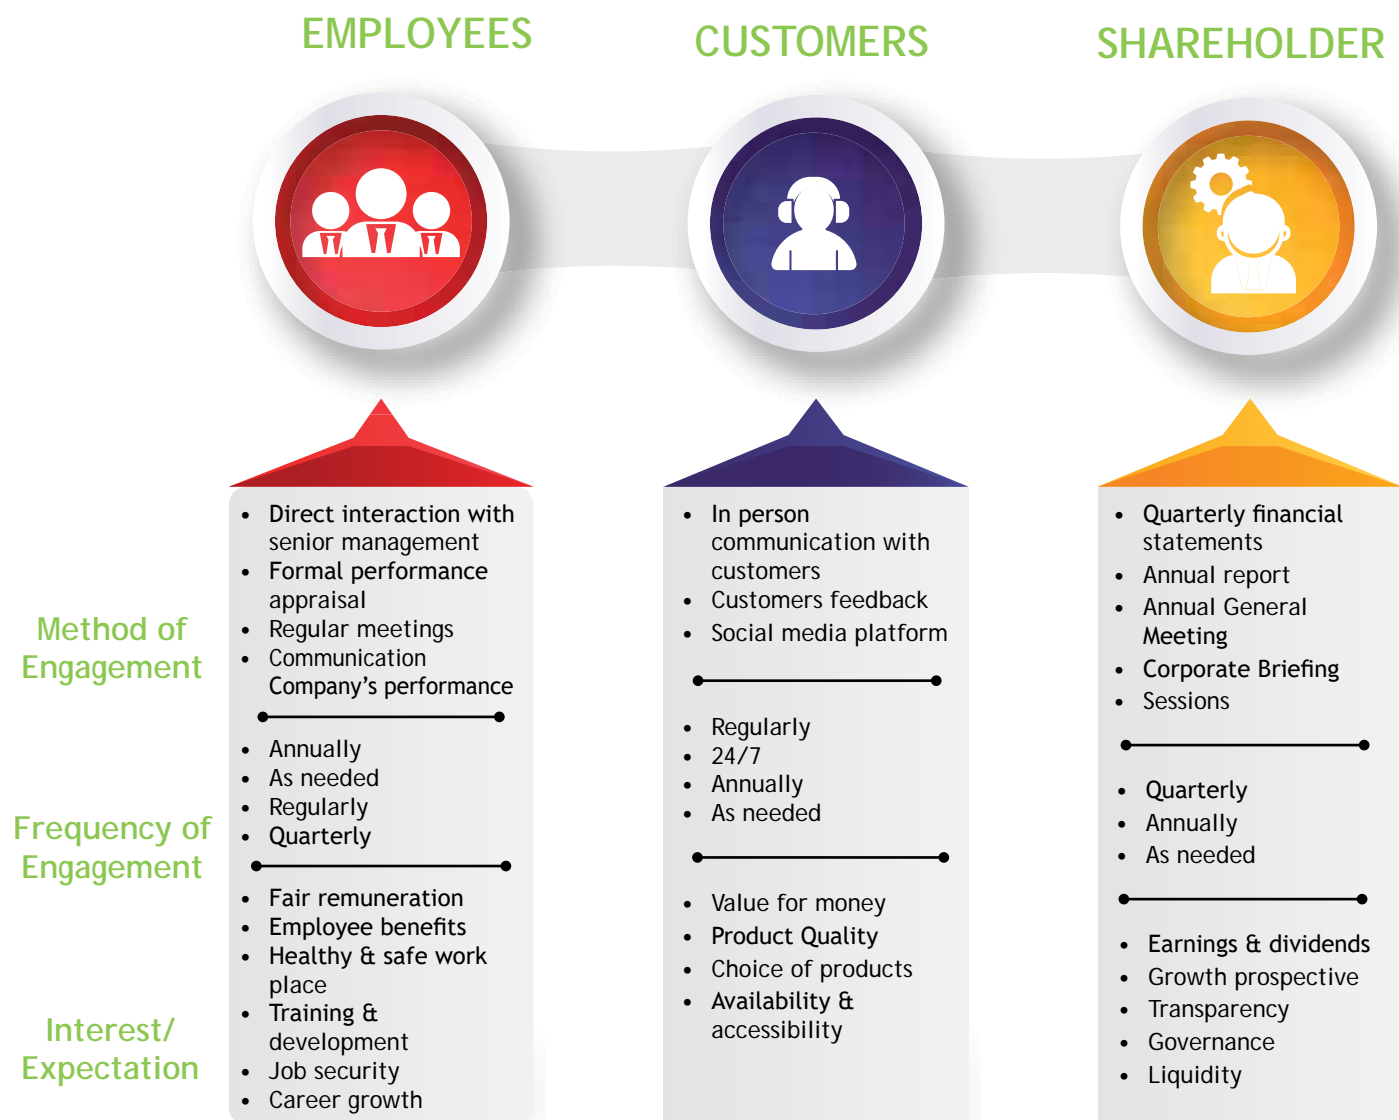 EMPLOYEES
CUSTOMERS
SHAREHOLDER
Method of
Engagement
• Direct interaction with
senior management
• Formal performance
appraisal
• Regular meetings
• Communication
Company’s performance
• In person
communication with
customers
• Customers feedback
• Social media platform
• Quarterly financial
statements
• Annual report
• Annual General
Meeting
• Corporate Briefing
• Sessions
Frequency of
Engagement
• Annually
• As needed
• Regularly
• Quarterly
• Regularly
• 24/7
• Annually
• As needed
• Quarterly
• Annually
• As needed
Interest/
Expectation
• Fair remuneration
• Employee benefits
• Healthy & safe work
place
• Training &
development
• Job security
• Career growth
• Value for money
• Product Quality
• Choice of products
• Availability &
accessibility
• Earnings & dividends
• Growth prospective
• Transparency
• Governance
• Liquidity